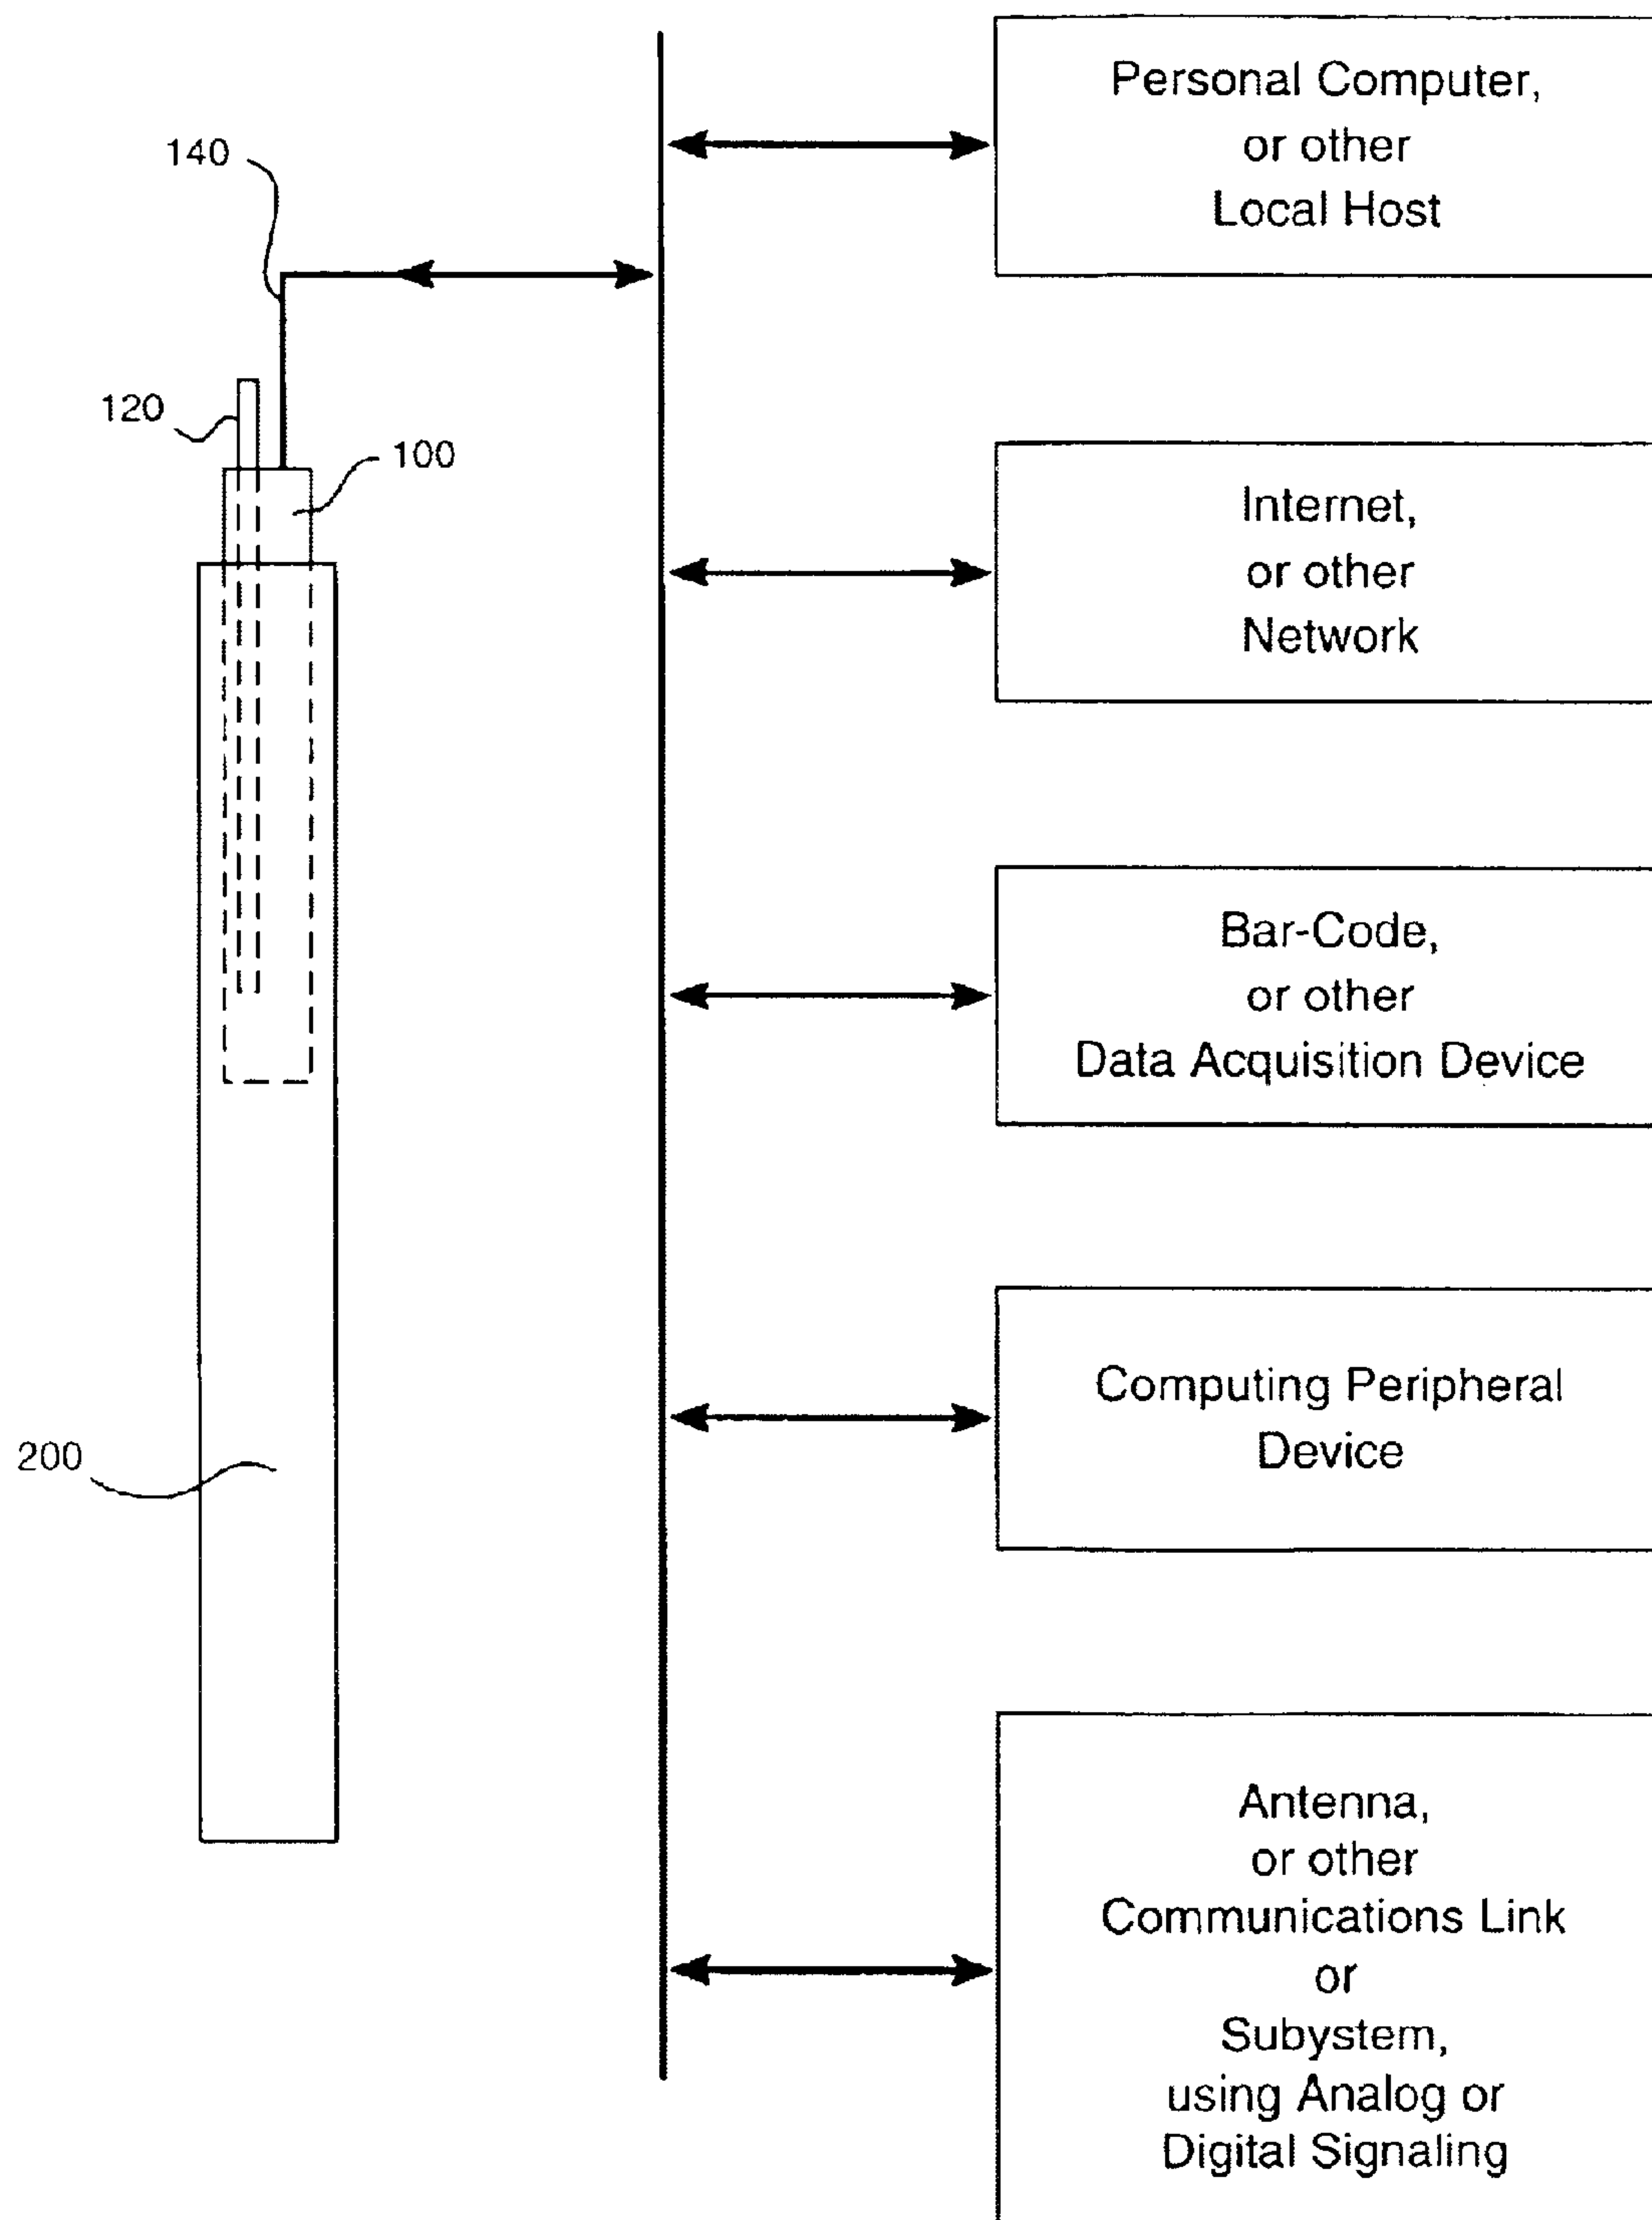 Personal Computer,
or other
Local Host
140
120
100
Internet,
or other
Network
Bar-Code,
or other
Data Acquisition Device
Computing Peripheral
Device
200
Antenna,
or other
Communications Link
or
Subystem,
using Analog or
Digital Signaling